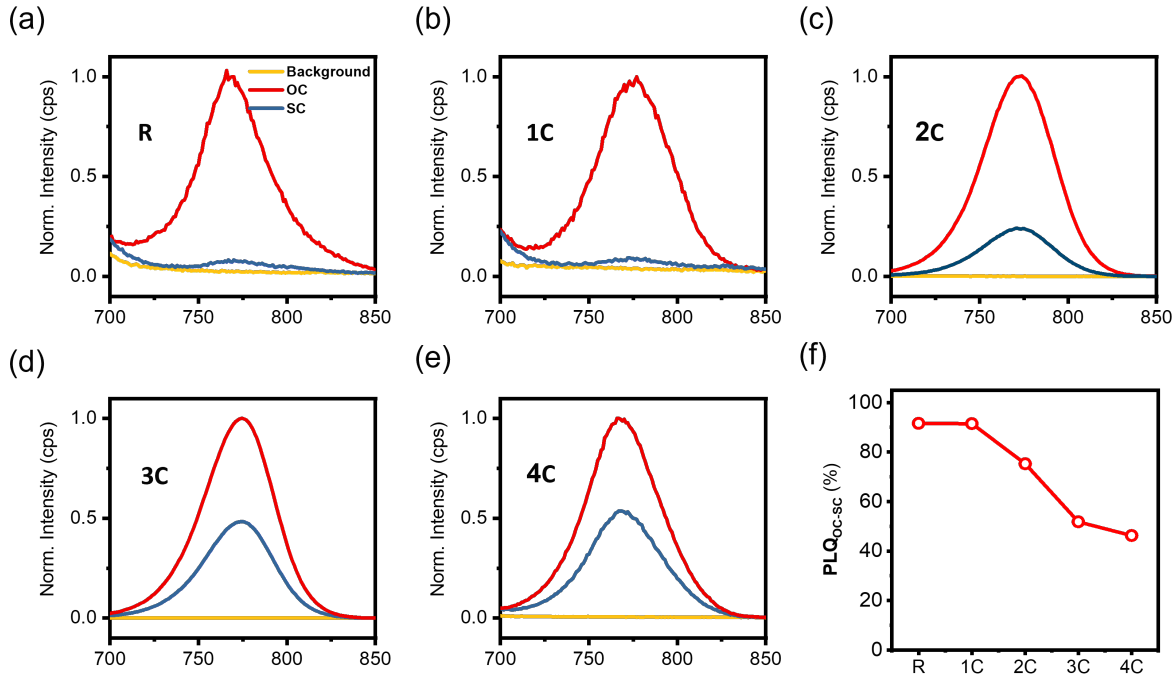 (a)
Norm. Intensity (cps)
1.0
0.5
0.0
Background
OC
SC
R
700 750 800 850
(b)
Norm. Intensity (cps)
1.0
0.5
0.0
1C
700 750 800 850
(c)
Norm. Intensity (cps)
1.0
0.5
0.0
2C
700 750 800 850
(d)
Norm. Intensity (cps)
1.0
0.5
0.0
3C
700 750 800 850
(e)
Norm. Intensity (cps)
1.0
0.5
0.0
4C
700 750 800 850
(f)
PLQOC-SC (%)
100
80
60
40
20
0
R 1C 2C 3C 4C